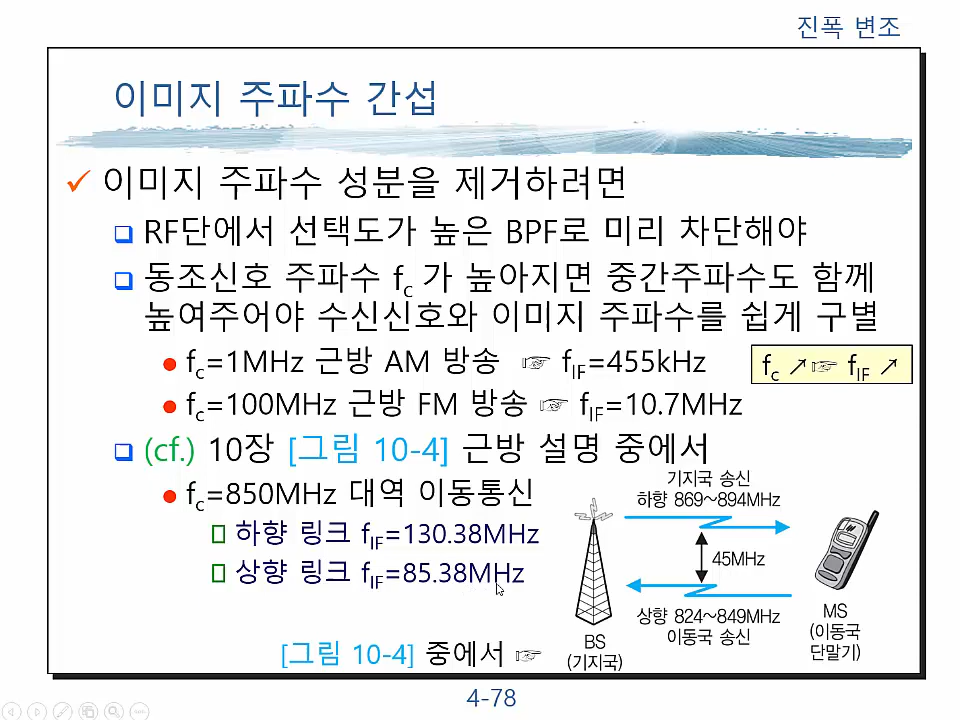 진폭 변조
이미지 주파수 간섭
✓ 이미지 주파수 성분을 제거하려면
❑ RF단에서 선택도가 높은 BPF로 미리 차단해야
❑ 동조신호 주파수 fc 가 높아지면 중간주파수도 함께
높여주어야 수신신호와 이미지 주파수를 쉽게 구별
● fc=1MHz 근방 AM 방송 ☞ fIF=455kHz
fc ↗☞ fIF ↗
● fc=100MHz 근방 FM 방송 ☞ fIF=10.7MHz
❑ (cf.) 10장 [그림 10-4] 근방 설명 중에서
● fc=850MHz 대역 이동통신
하향 링크 fIF=130.38MHz
상향 링크 fIF=85.38MHz
기지국 송신
하향 869~894MHz
45MHz
상향 824~849MHz
이동국 송신
BS
(기지국)
MS
(이동국
단말기)
[그림 10-4] 중에서 ☞
4-78